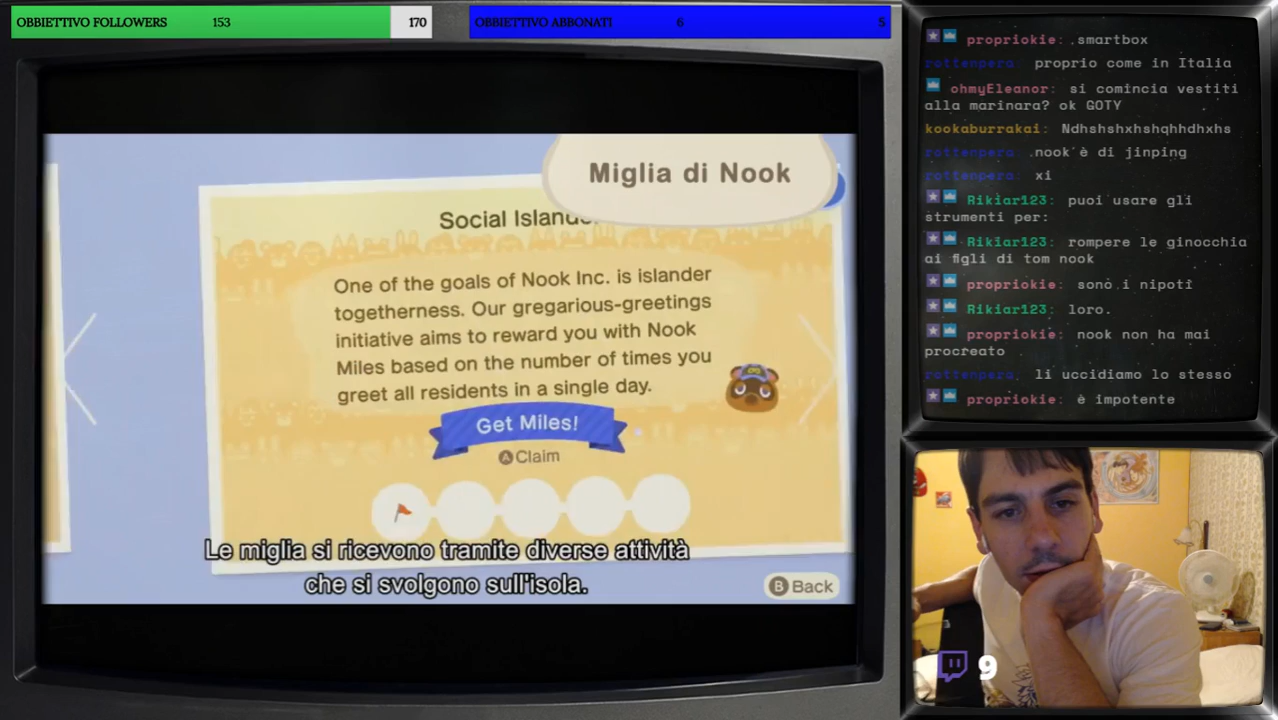 OBBIETTIVO FOLLOWERS 153 170
OBBIETTIVO ABBONATI 6 5
Miglia di Nook
Social Islande
One of the goals of Nook Inc. is islander
togetherness. Our gregarious-greetings
initiative aims to reward you with Nook
Miles based on the number of times you
greet all residents in a single day.
Get Miles!
A Claim
Le miglia si ricevono tramite diverse attività
che si svolgono sull'isola.
B Back
propriokie: .smartbox
rottenpera: proprio come in Italia
ohmyEleanor: si comincia vestiti
alla marinara? ok GOTY
kookaburrakai: Ndhshshxhshqhhdhxhs
rottenpera: nook è di jinping
rottenpera: xi
Rikiar123: puoi usare gli
strumenti per:
Rikiar123: rompere le ginocchia
ai figli di tom nook
propriokie: sono i nipoti
Rikiar123: loro.
propriokie: nook non ha mai
procreato
rottenpera: li uccidiamo lo stesso
propriokie: è impotente
9